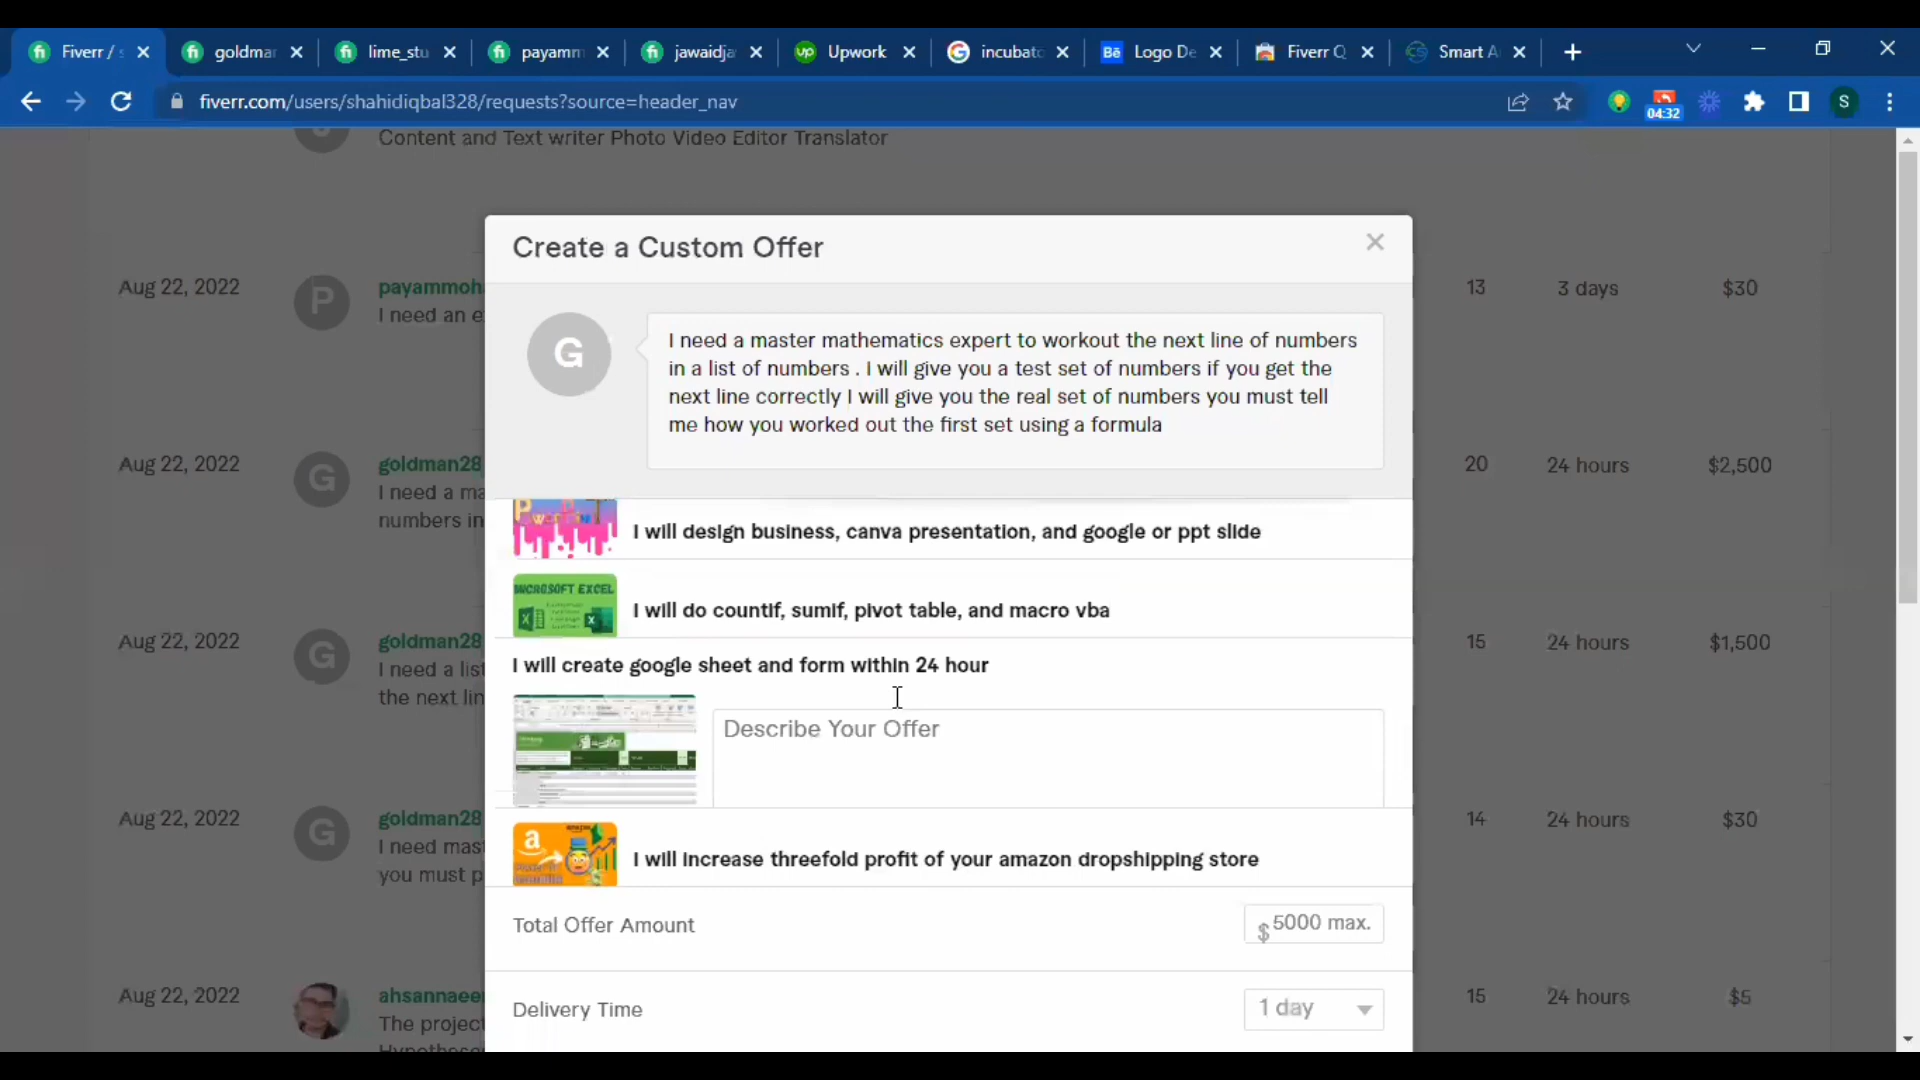 Fiverr / s
goldmar
lime_stu
payamm
jawaidja
Upwork
incubato
Logo De
Fiverr Q
Smart A
fiverr.com/users/shahidiqbal328/requests?source=header_nav
04:32
S
Content and Text writer Photo Video Editor Translator
Create a Custom Offer
G
I need a master mathematics expert to workout the next line of numbers
in a list of numbers . I will give you a test set of numbers if you get the
next line correctly I will give you the real set of numbers you must tell
me how you worked out the first set using a formula
I will design business, canva presentation, and google or ppt slide
MICROSOFT EXCEL
I will do countif, sumif, pivot table, and macro vba
I will create google sheet and form within 24 hour
Describe Your Offer
I will increase threefold profit of your amazon dropshipping store
Total Offer Amount
$ 5000 max.
Delivery Time
1 day
Aug 22, 2022
P
payammoh
I need an e
13
3 days
$30
Aug 22, 2022
G
goldman28
I need a ma
numbers in
20
24 hours
$2,500
Aug 22, 2022
G
goldman28
I need a list
the next lin
15
24 hours
$1,500
Aug 22, 2022
G
goldman28
I need mas
you must p
14
24 hours
$30
Aug 22, 2022
ahsannaee
The project
15
24 hours
$5